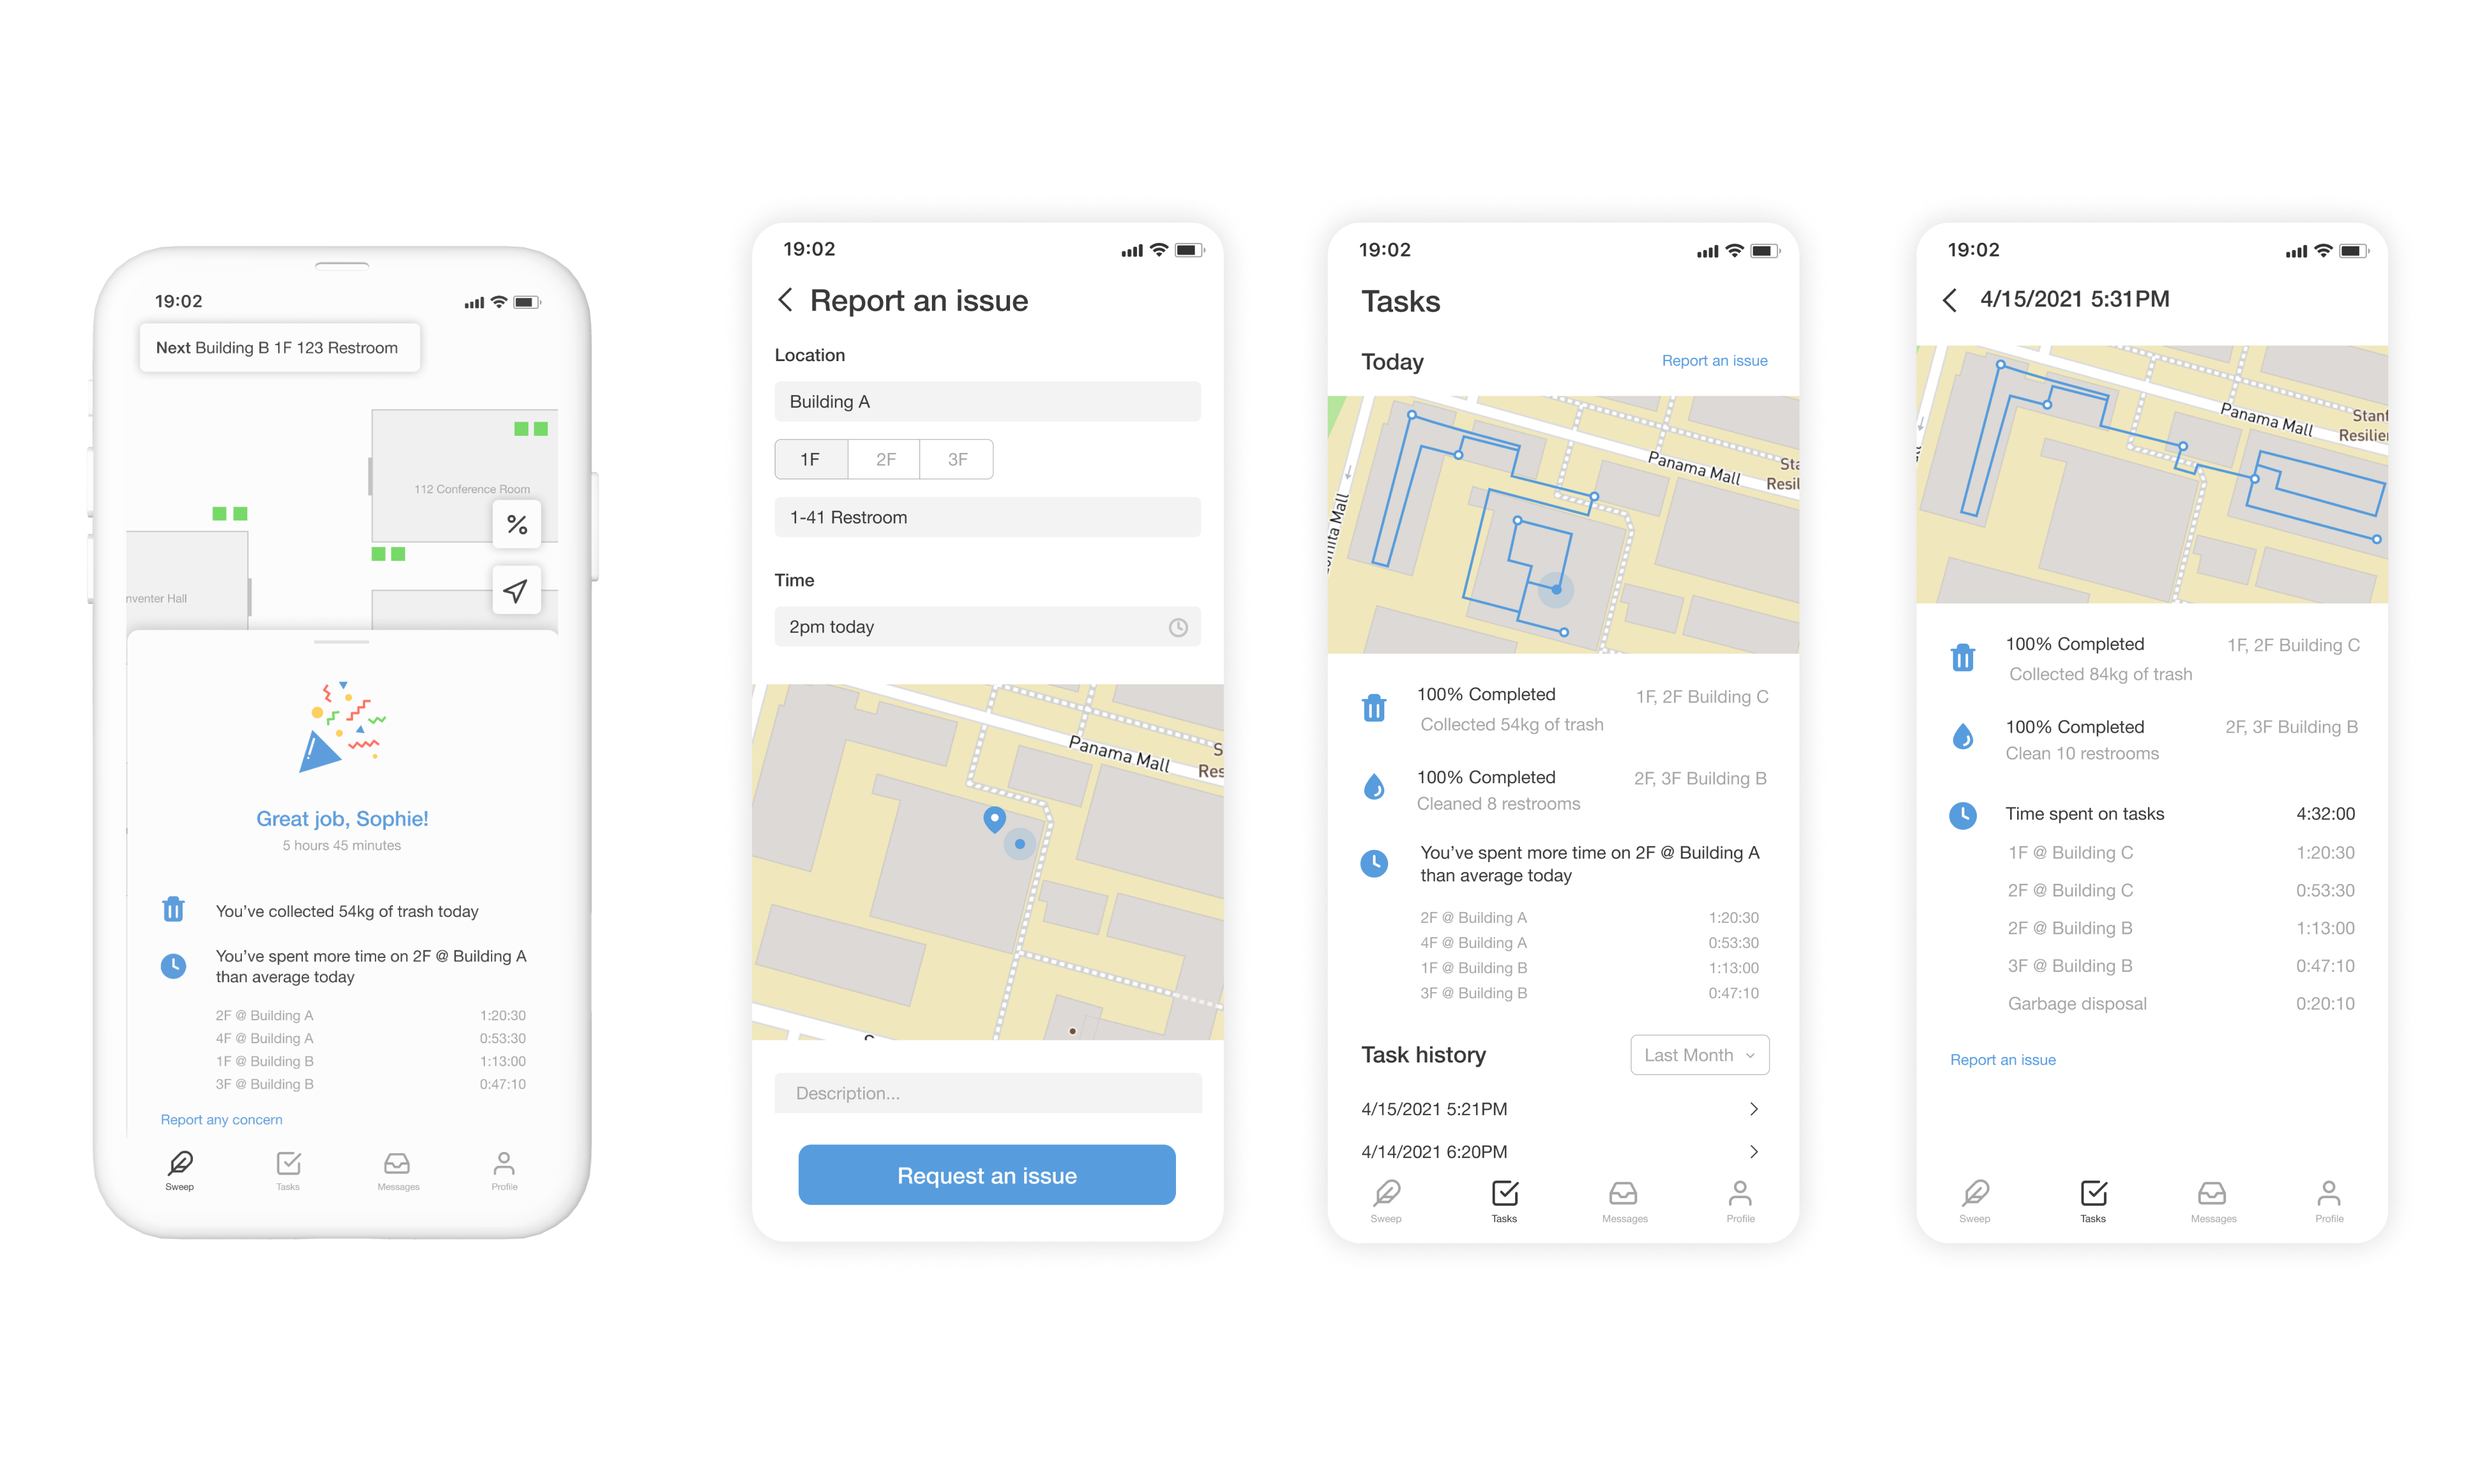 19:02
Next Building B 1F 123 Restroom
112 Conference Room
nventer Hall
%
Great job, Sophie!
5 hours 45 minutes
You've collected 54kg of trash today
You've spent more time on 2F @ Building A
than average today
2F @ Building A 1:20:30
4F @ Building A 0:53:30
1F @ Building B 1:13:00
3F @ Building B 0:47:10
Report any concern
Sweep Tasks Messages Profile
19:02
Report an issue
Location
Building A
1F 2F 3F
1-41 Restroom
Time
2pm today
Panama Mall
S
Res
Description...
Request an issue
19:02
Tasks
Today Report an issue
Panama Mall
Sta
Resil
omita Mall
100% Completed 1F, 2F Building C
Collected 54kg of trash
100% Completed 2F, 3F Building B
Cleaned 8 restrooms
You've spent more time on 2F @ Building A
than average today
2F @ Building A 1:20:30
4F @ Building A 0:53:30
1F @ Building B 1:13:00
3F @ Building B 0:47:10
Task history Last Month
4/15/2021 5:21PM
4/14/2021 6:20PM
Sweep Tasks Messages Profile
19:02
4/15/2021 5:31PM
Panama Mall
Stanf
Resilie
100% Completed 1F, 2F Building C
Collected 84kg of trash
100% Completed 2F, 3F Building B
Clean 10 restrooms
Time spent on tasks 4:32:00
1F @ Building C 1:20:30
2F @ Building C 0:53:30
2F @ Building B 1:13:00
3F @ Building B 0:47:10
Garbage disposal 0:20:10
Report an issue
Sweep Tasks Messages Profile